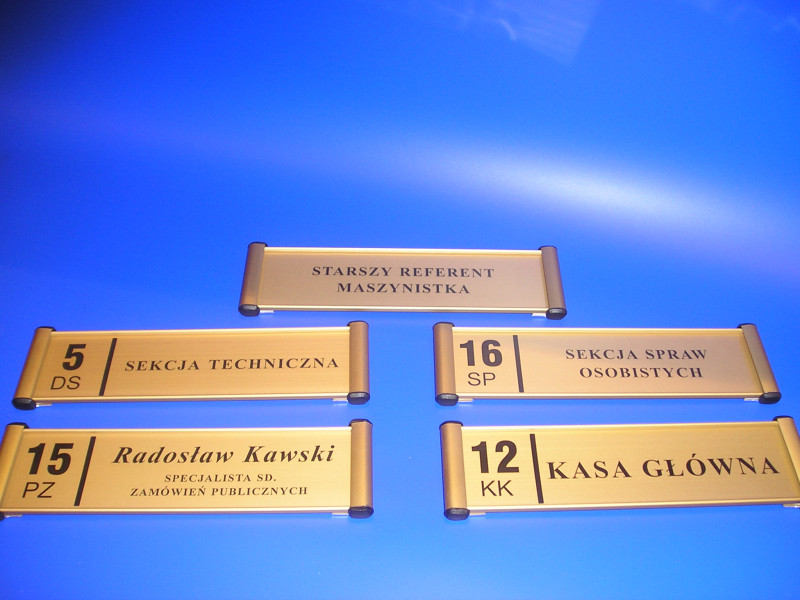 STARSZY REFERENT
MASZYNISTKA
5
DS
SEKCJA TECHNICZNA
16
SP
SEKCJA SPRAW
OSOBISTYCH
15
PZ
Radosław Kawski
SPECJALISTA SD.
ZAMÓWIEŃ PUBLICZNYCH
12
KK
KASA GŁÓWNA